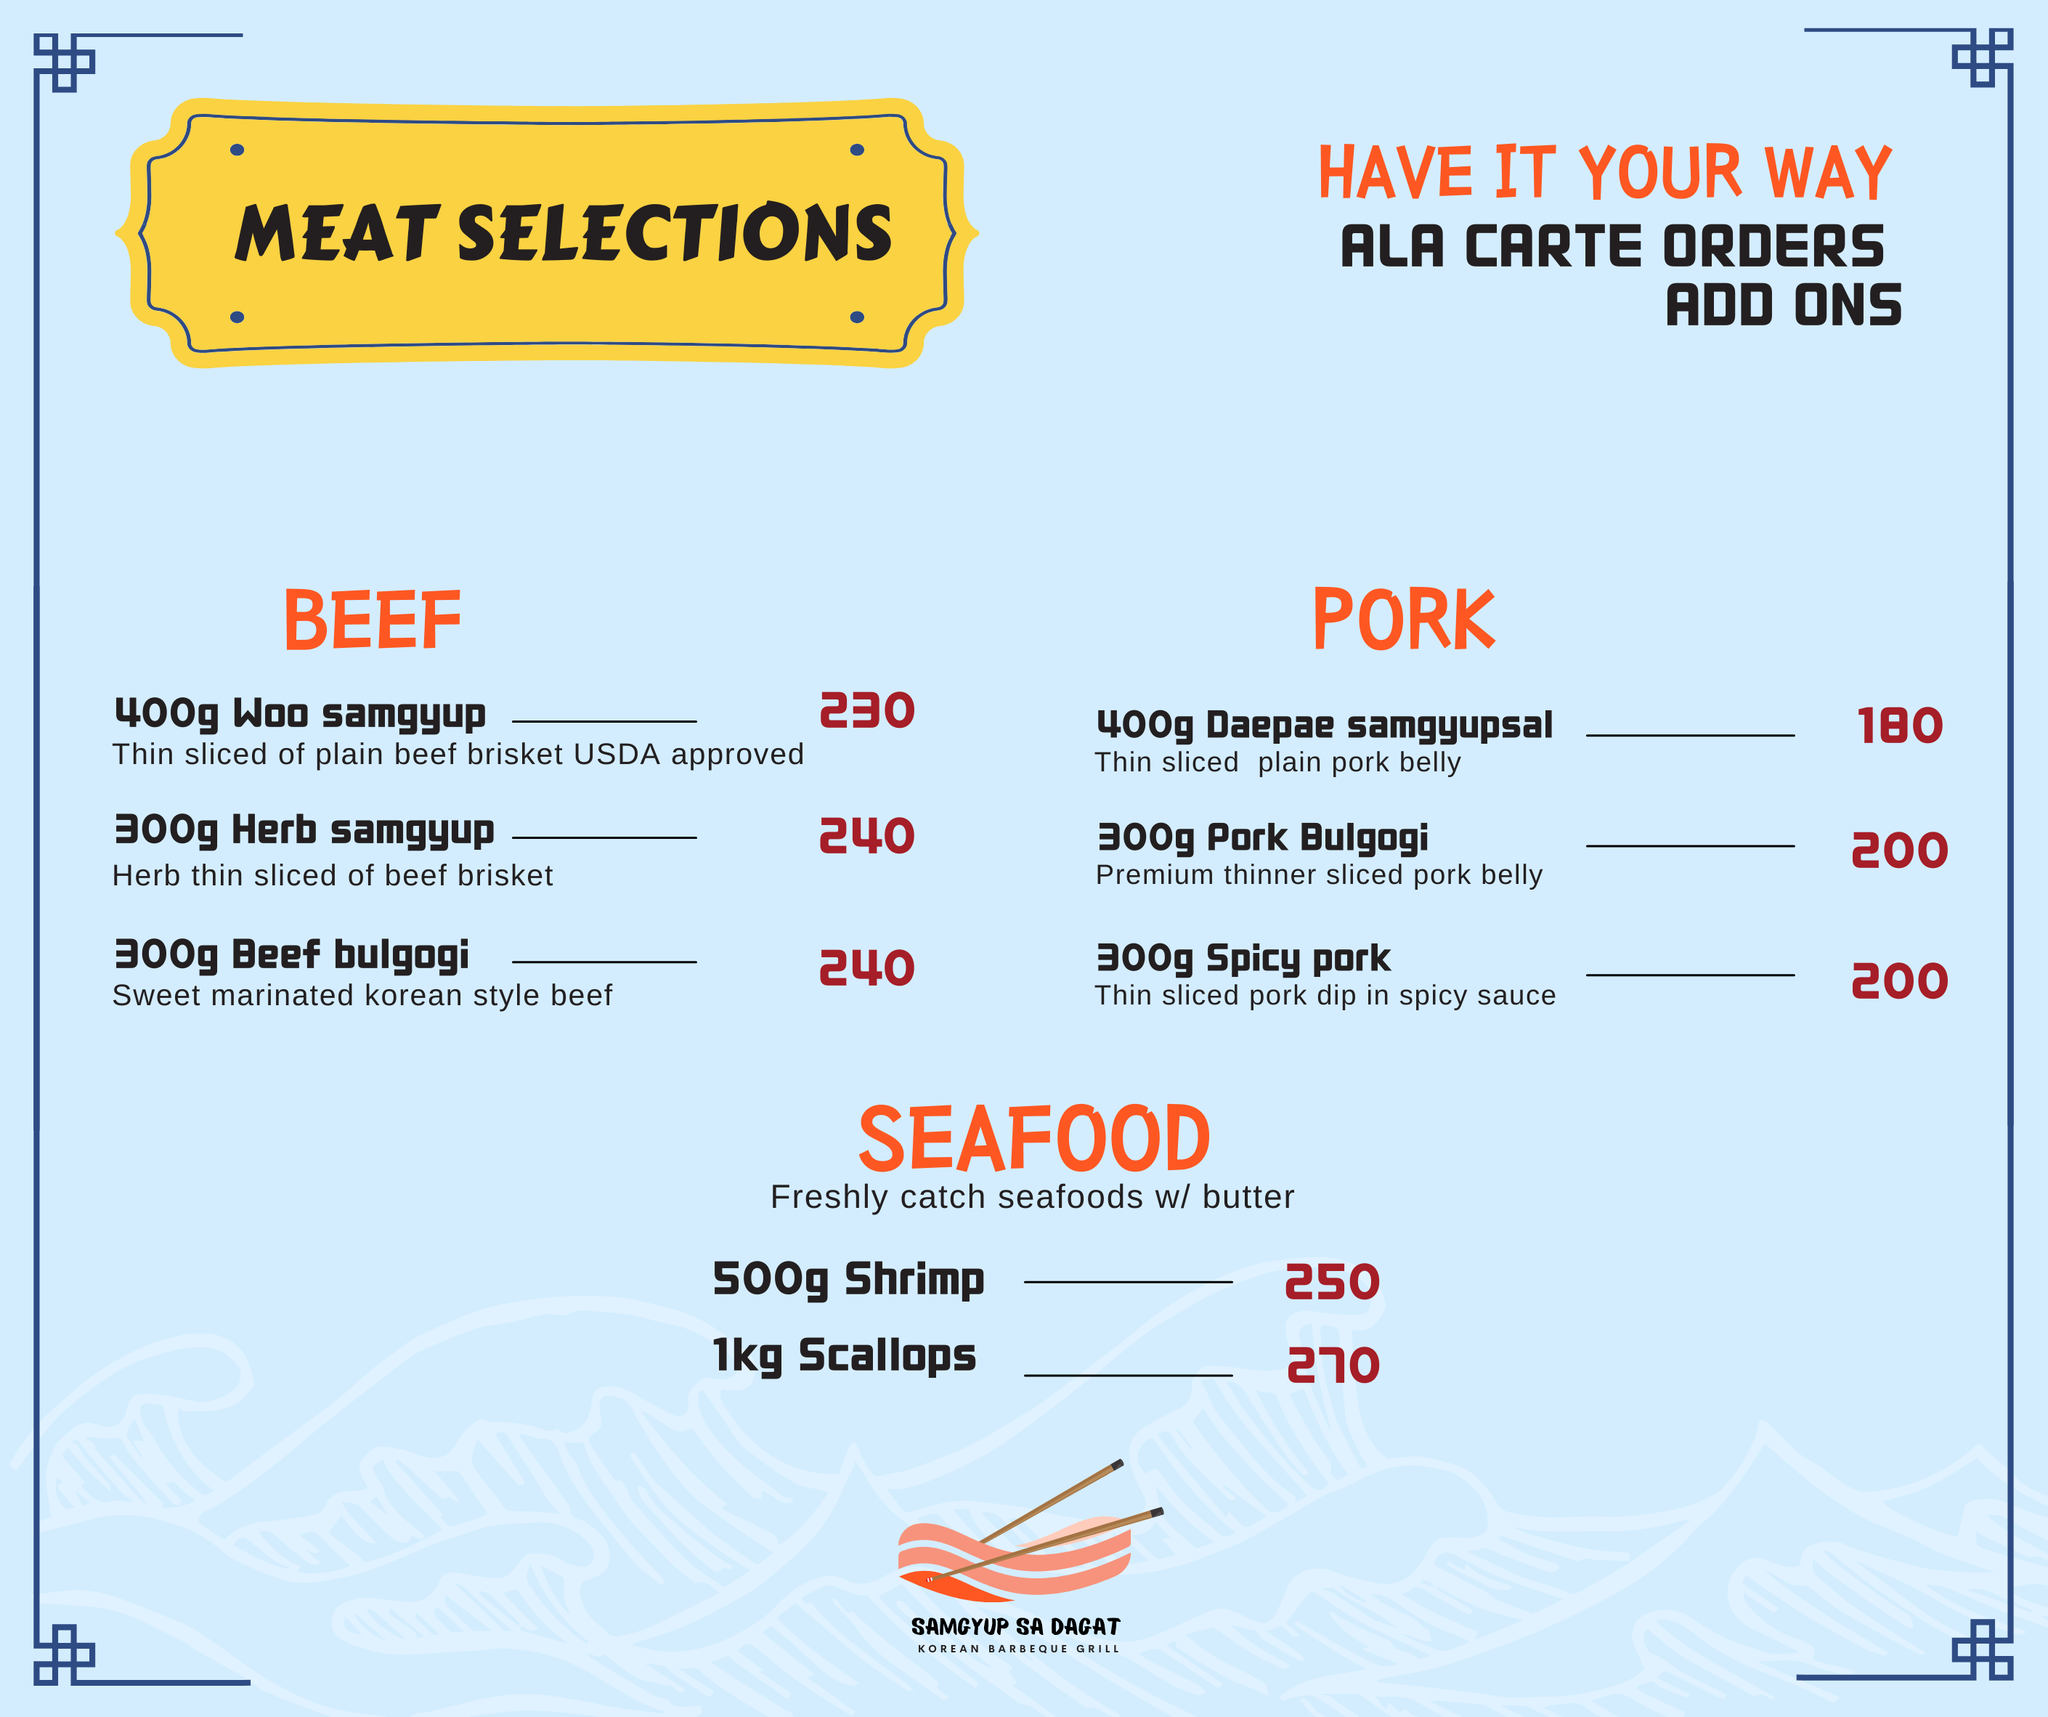 MEAT SELECTIONS
HAVE IT YOUR WAY
ALA CARTE ORDERS
ADD ONS
BEEF
400g Woo samgyup 230
Thin sliced of plain beef brisket USDA approved
300g Herb samgyup 240
Herb thin sliced of beef brisket
300g Beef bulgogi 240
Sweet marinated korean style beef
PORK
400g Daepae samgyupsal 180
Thin sliced plain pork belly
300g Pork Bulgogi 200
Premium thinner sliced pork belly
300g Spicy pork 200
Thin sliced pork dip in spicy sauce
SEAFOOD
Freshly catch seafoods w/ butter
500g Shrimp 250
1kg Scallops 270
SAMGYUP SA DAGAT
KOREAN BARBEQUE GRILL